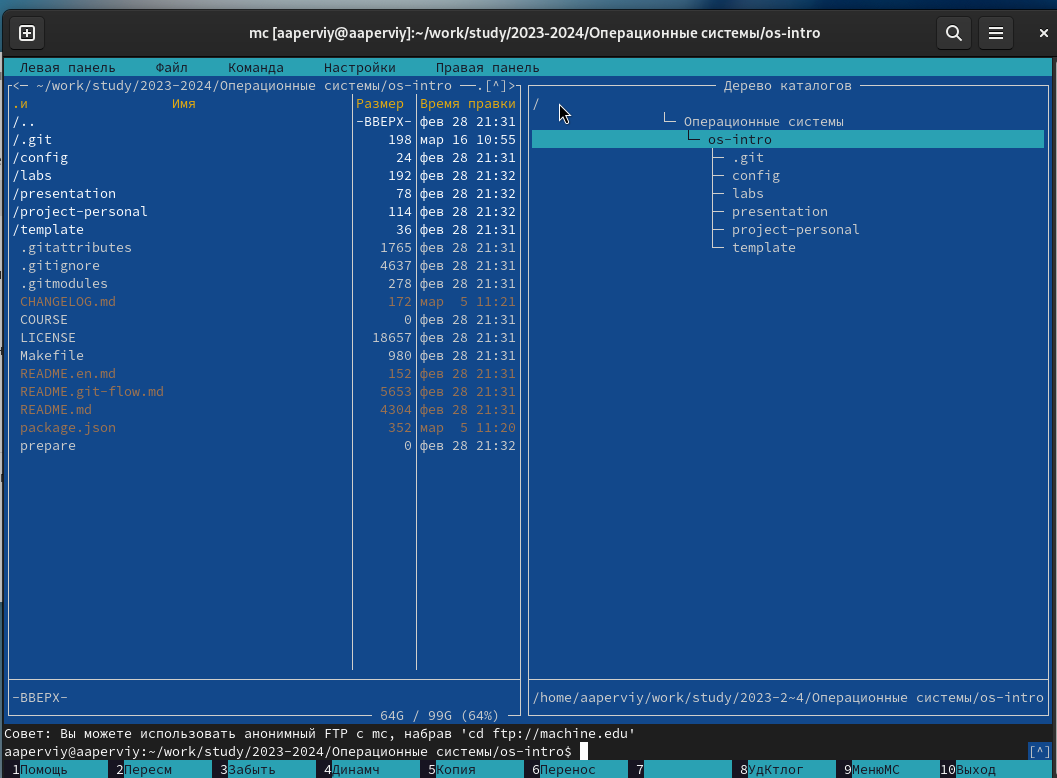 mc [aaperviy@aaperviy]:~/work/study/2023-2024/Операционные системы/os-intro
Левая панель Файл Команда Настройки Правая панель
<─ ~/work/study/2023-2024/Операционные системы/os-intro ──.[^]>
.и Имя Размер Время правки
/.. -ВВЕРХ- фев 28 21:31
/.git 198 мар 16 10:55
/config 24 фев 28 21:31
/labs 192 фев 28 21:32
/presentation 78 фев 28 21:32
/project-personal 114 фев 28 21:32
/template 36 фев 28 21:31
.gitattributes 1765 фев 28 21:31
.gitignore 4637 фев 28 21:31
.gitmodules 278 фев 28 21:31
CHANGELOG.md 172 мар 5 11:21
COURSE 0 фев 28 21:31
LICENSE 18657 фев 28 21:31
Makefile 980 фев 28 21:31
README.en.md 152 фев 28 21:31
README.git-flow.md 5653 фев 28 21:31
README.md 4304 фев 28 21:31
package.json 352 мар 5 11:20
prepare 0 фев 28 21:32
-ВВЕРХ-
64G / 99G (64%)
Дерево каталогов
/
Операционные системы
os-intro
.git
config
labs
presentation
project-personal
template
/home/aaperviy/work/study/2023-2~4/Операционные системы/os-intro
Совет: Вы можете использовать анонимный FTP с mc, набрав 'cd ftp://machine.edu'
aaperviy@aaperviy:~/work/study/2023-2024/Операционные системы/os-intro$ [^]
1Помощь 2Пересм 3Забыть 4Динамч 5Копия 6Перенос 7 8УдКтлог 9МенюMC 10Выход